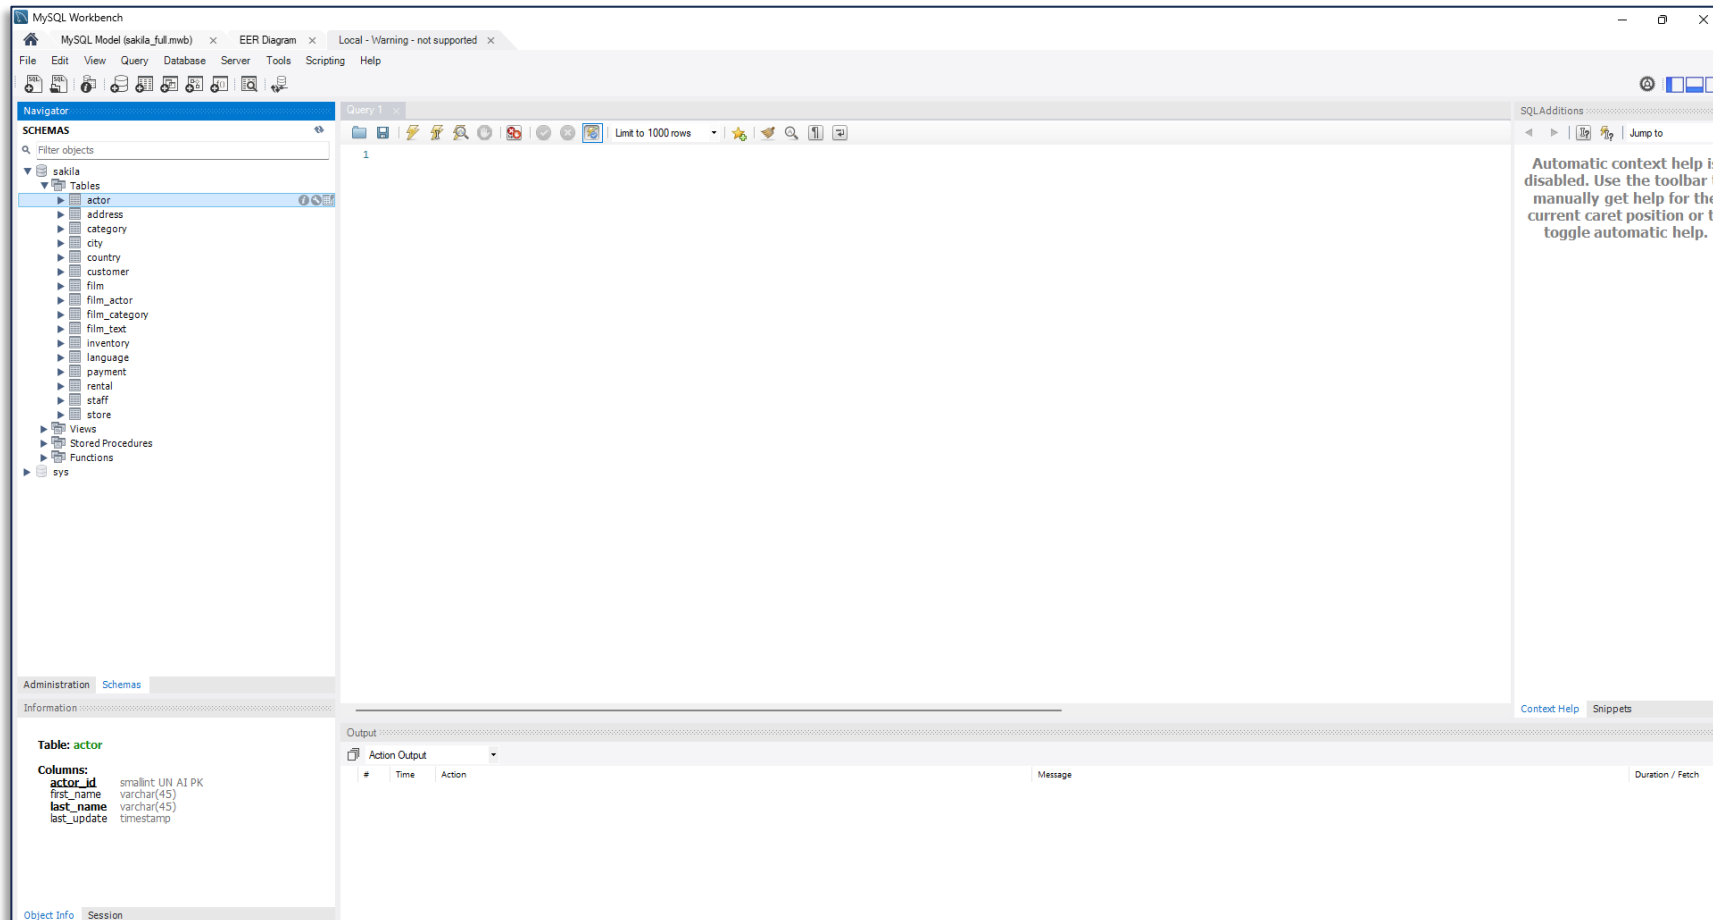 MySQL Workbench
MySQL Model (sakila_full.mwb) EER Diagram Local - Warning - not supported
File Edit View Query Database Server Tools Scripting Help
Navigator
SCHEMAS
Filter objects
sakila
Tables
actor
address
category
city
country
customer
film
film_actor
film_category
film_text
inventory
language
payment
rental
staff
store
Views
Stored Procedures
Functions
sys
Administration Schemas
Information
Table: actor
Columns:
actor_id smallint UN AI PK
first_name varchar(45)
last_name varchar(45)
last_update timestamp
Object Info Session
Query 1
Limit to 1000 rows
1
Output
Action Output
# Time Action Message Duration / Fetch
SQLAdditions
Jump to
Automatic context help is
disabled. Use the toolbar
manually get help for the
current caret position or
toggle automatic help.
Context Help Snippets